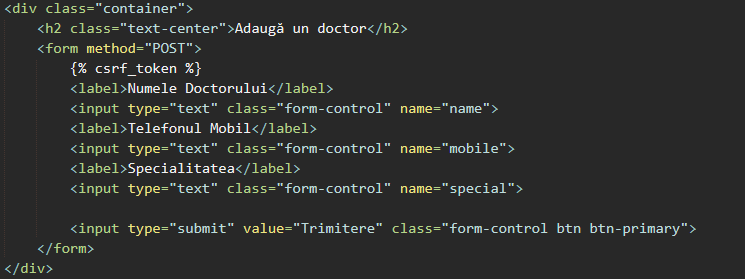 <div class="container">
    <h2 class="text-center">Adaugă un doctor</h2>
    <form method="POST">
        {% csrf_token %}
        <label>Numele Doctorului</label>
        <input type="text" class="form-control" name="name">
        <label>Telefonul Mobil</label>
        <input type="text" class="form-control" name="mobile">
        <label>Specialitatea</label>
        <input type="text" class="form-control" name="special">

        <input type="submit" value="Trimitere" class="form-control btn btn-primary">
    </form>
</div>